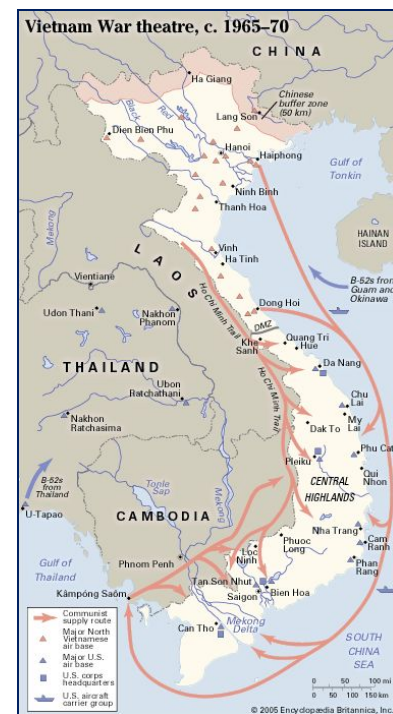 Vietnam War theatre, c. 1965–70
CHINA
Ha Giang
Chinese
buffer zone
(50 km)
Lang Son
Black
Red
Dien Bien Phu
Hanoi
Haiphong
Gulf of
Tonkin
Ninh Binh
Thanh Hoa
HAINAN
ISLAND
Mekong
Vinh
Ha Tinh
LAOS
Ho Chi Minh Trail
B-52s from
Guam and
Okinawa
Vientiane
Udon Thani
Nakhon
Phanom
Dong Hoi
DMZ
Khe
Sanh
Quang Tri
Hue
THAILAND
Ho Chi Minh Trail
Da Nang
Ubon
Ratchathani
Chu
Lai
My
Lai
Nakhon
Ratchasima
Dak To
Phu Cat
Pleiku
Qui
Nhon
B-52s
from
Thailand
Tonle
Sap
Mekong
CENTRAL
HIGHLANDS
U-Tapao
CAMBODIA
Nha Trang
Cam
Ranh
Phuoc
Long
Loc
Ninh
Phan
Rang
Gulf of
Thailand
Phnom Penh
Tan Son Nhut
Bien Hoa
Saigon
Kâmpóng Saôm
Mekong
Delta
Can Tho
SOUTH
CHINA
SEA
Communist
supply route
Major North
Vietnamese
air base
Major U.S.
air base
U.S. corps
headquarters
U.S. aircraft
carrier group
0 50 100 mi
0 50 100 150 km
© 2005 Encyclopædia Britannica, Inc.